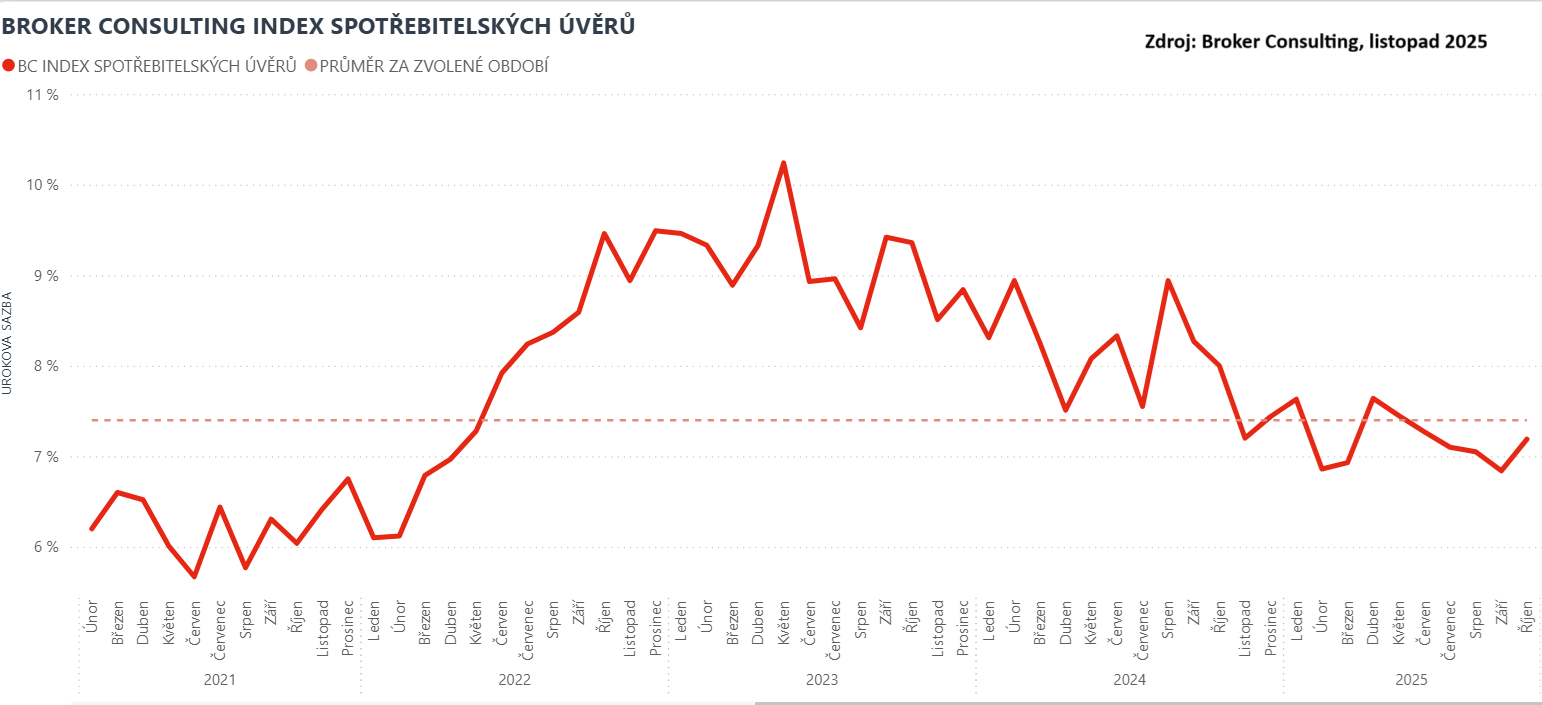 BROKER CONSULTING INDEX SPOTŘEBITELSKÝCH ÚVĚRŮ
Zdroj: Broker Consulting, listopad 2025
BC INDEX SPOTŘEBITELSKÝCH ÚVĚRŮ PRŮMĚR ZA ZVOLENÉ OBDOBÍ
UROKOVA SAZBA
11 %
10 %
9 %
8 %
7 %
6 %
Únor Březen Duben Květen Červen Červenec Srpen Září Říjen Listopad Prosinec Leden Únor Březen Duben Květen Červen Červenec Srpen Září Říjen Listopad Prosinec Leden Únor Březen Duben Květen Červen Červenec Srpen Září Říjen Listopad Prosinec Leden Únor Březen Duben Květen Červen Červenec Srpen Září Říjen Listopad Prosinec Leden Únor Březen Duben Květen Červen Červenec Srpen Září Říjen
2021 2022 2023 2024 2025